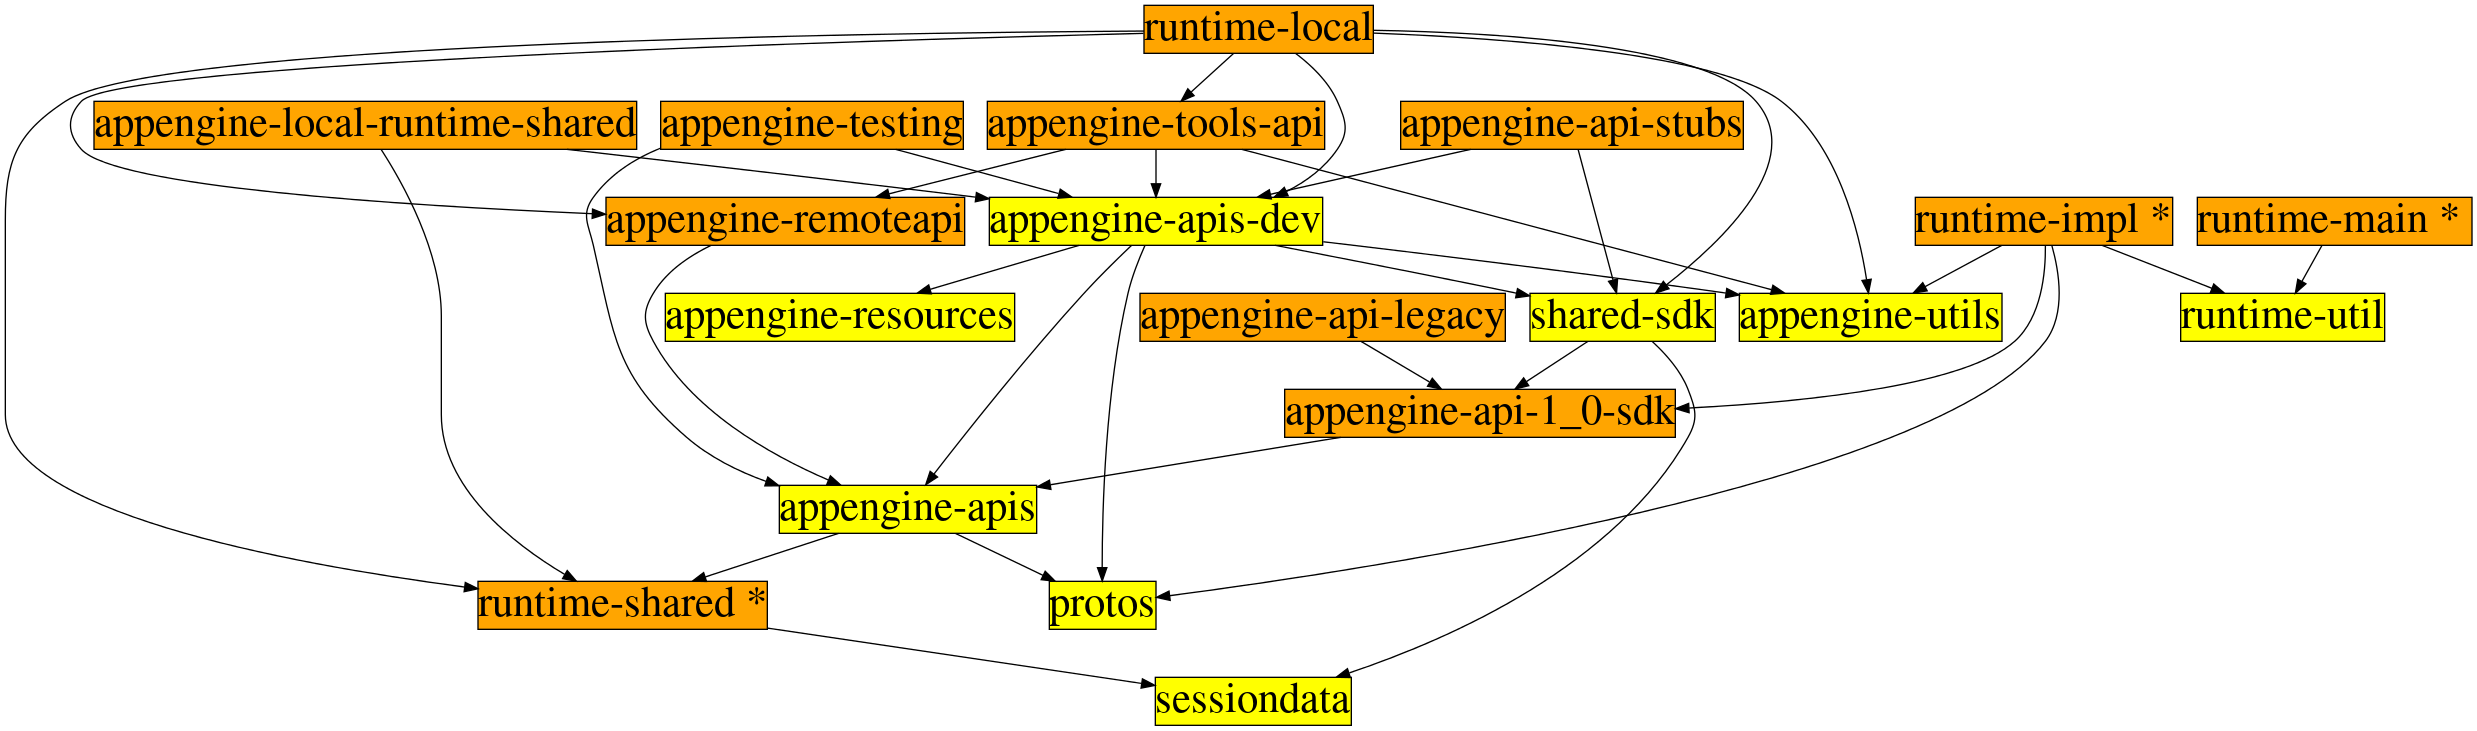 runtime-local
appengine-local-runtime-shared
appengine-testing
appengine-tools-api
appengine-api-stubs
appengine-remoteapi
appengine-apis-dev
runtime-impl *
runtime-main *
appengine-resources
appengine-api-legacy
shared-sdk
appengine-utils
runtime-util
appengine-api-1_0-sdk
appengine-apis
runtime-shared *
protos
sessiondata